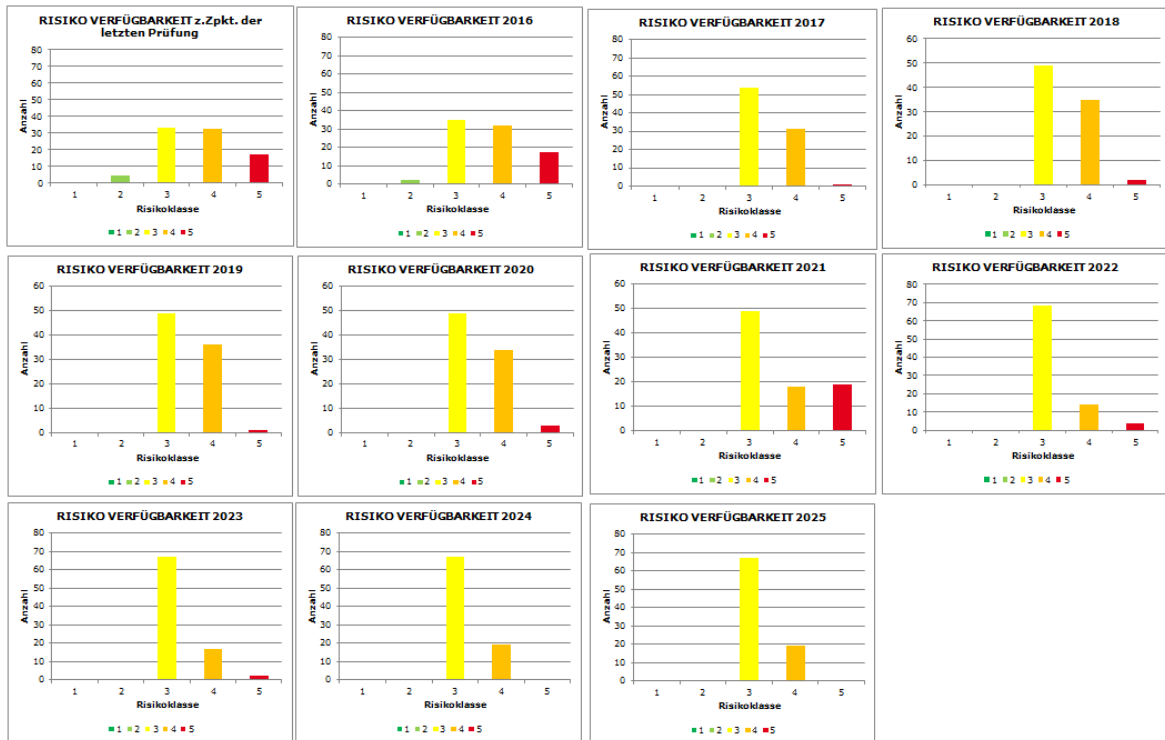 RISIKO VERFÜGBARKEIT z.Zpkt. der
letzten Prüfung
Anzahl
80
70
60
50
40
30
20
10
0
1 2 3 4 5
Risikoklasse
1 2 3 4 5
RISIKO VERFÜGBARKEIT 2016
Anzahl
80
70
60
50
40
30
20
10
0
1 2 3 4 5
Risikoklasse
1 2 3 4 5
RISIKO VERFÜGBARKEIT 2017
Anzahl
80
70
60
50
40
30
20
10
0
1 2 3 4 5
Risikoklasse
1 2 3 4 5
RISIKO VERFÜGBARKEIT 2018
Anzahl
60
50
40
30
20
10
0
1 2 3 4 5
Risikoklasse
1 2 3 4 5
RISIKO VERFÜGBARKEIT 2019
Anzahl
60
50
40
30
20
10
0
1 2 3 4 5
Risikoklasse
1 2 3 4 5
RISIKO VERFÜGBARKEIT 2020
Anzahl
60
50
40
30
20
10
0
1 2 3 4 5
Risikoklasse
1 2 3 4 5
RISIKO VERFÜGBARKEIT 2021
Anzahl
60
50
40
30
20
10
0
1 2 3 4 5
Risikoklasse
1 2 3 4 5
RISIKO VERFÜGBARKEIT 2022
Anzahl
80
70
60
50
40
30
20
10
0
1 2 3 4 5
Risikoklasse
1 2 3 4 5
RISIKO VERFÜGBARKEIT 2023
Anzahl
80
70
60
50
40
30
20
10
0
1 2 3 4 5
Risikoklasse
1 2 3 4 5
RISIKO VERFÜGBARKEIT 2024
Anzahl
80
70
60
50
40
30
20
10
0
1 2 3 4 5
Risikoklasse
1 2 3 4 5
RISIKO VERFÜGBARKEIT 2025
Anzahl
80
70
60
50
40
30
20
10
0
1 2 3 4 5
Risikoklasse
1 2 3 4 5